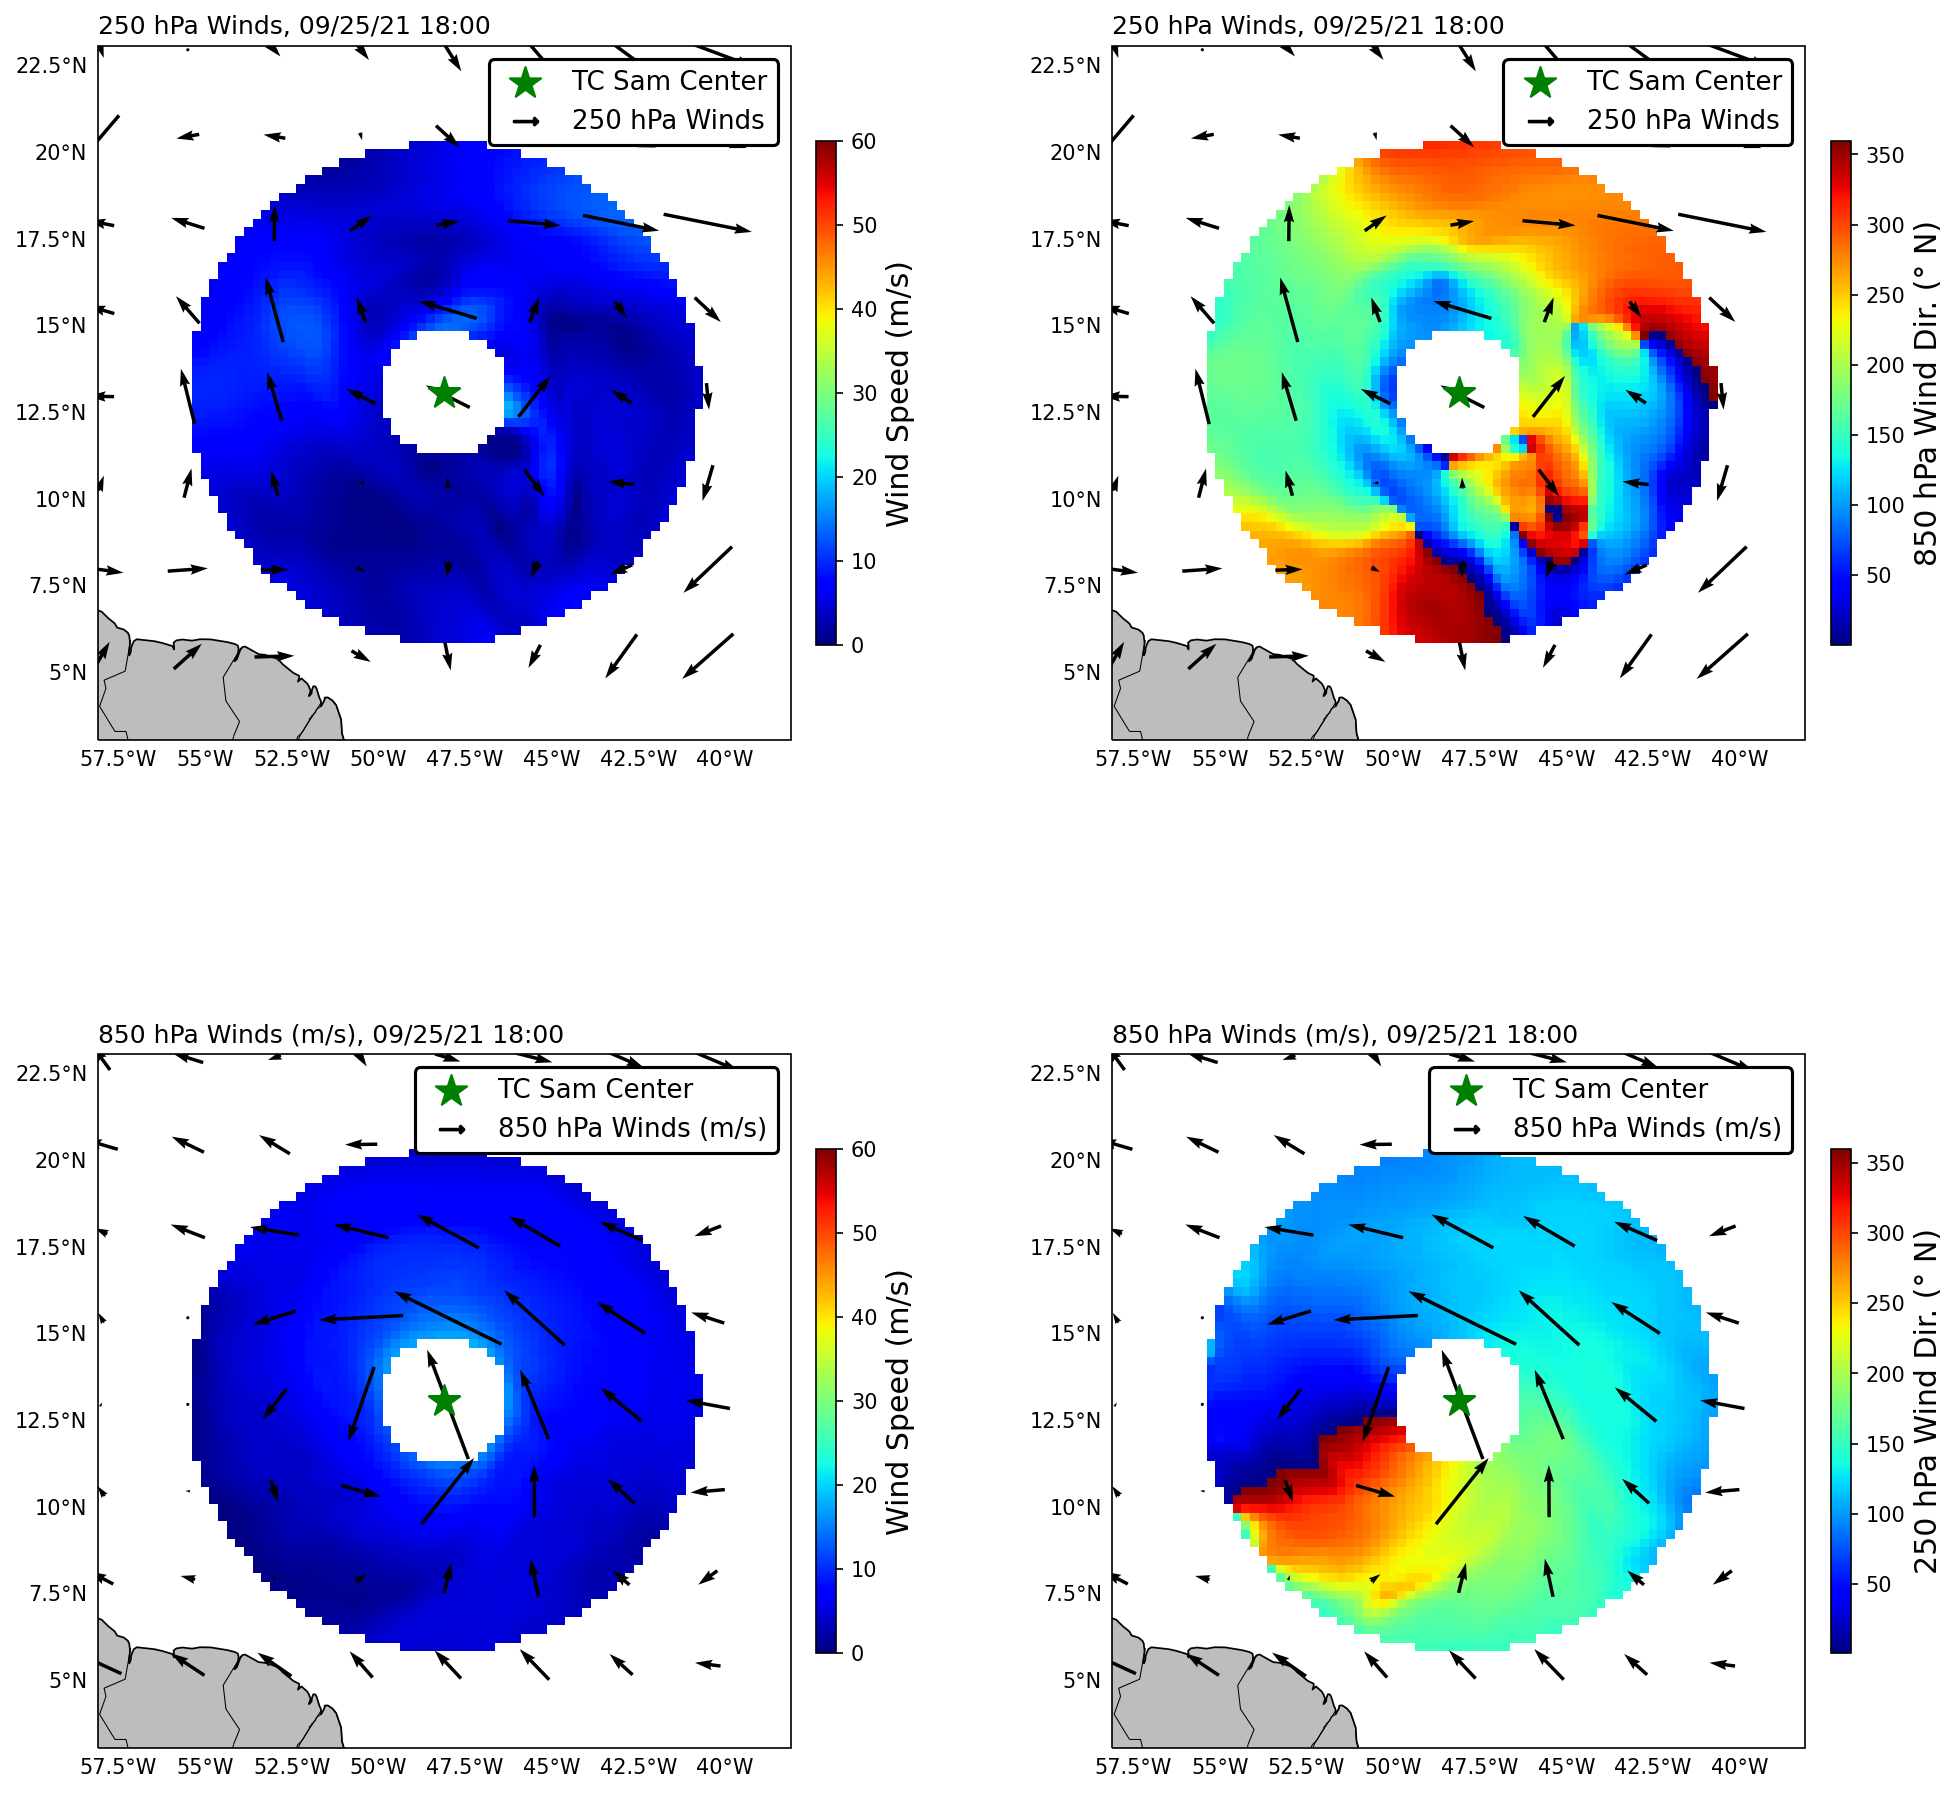 250 hPa Winds, 09/25/21 18:00
TC Sam Center
250 hPa Winds
22.5°N
20°N
17.5°N
15°N
12.5°N
10°N
7.5°N
5°N
57.5°W 55°W 52.5°W 50°W 47.5°W 45°W 42.5°W 40°W
60
50
40
30
20
10
0
Wind Speed (m/s)
250 hPa Winds, 09/25/21 18:00
TC Sam Center
250 hPa Winds
22.5°N
20°N
17.5°N
15°N
12.5°N
10°N
7.5°N
5°N
57.5°W 55°W 52.5°W 50°W 47.5°W 45°W 42.5°W 40°W
350
300
250
200
150
100
50
850 hPa Wind Dir. (° N)
850 hPa Winds (m/s), 09/25/21 18:00
TC Sam Center
850 hPa Winds (m/s)
22.5°N
20°N
17.5°N
15°N
12.5°N
10°N
7.5°N
5°N
57.5°W 55°W 52.5°W 50°W 47.5°W 45°W 42.5°W 40°W
60
50
40
30
20
10
0
Wind Speed (m/s)
850 hPa Winds (m/s), 09/25/21 18:00
TC Sam Center
850 hPa Winds (m/s)
22.5°N
20°N
17.5°N
15°N
12.5°N
10°N
7.5°N
5°N
57.5°W 55°W 52.5°W 50°W 47.5°W 45°W 42.5°W 40°W
350
300
250
200
150
100
50
250 hPa Wind Dir. (° N)